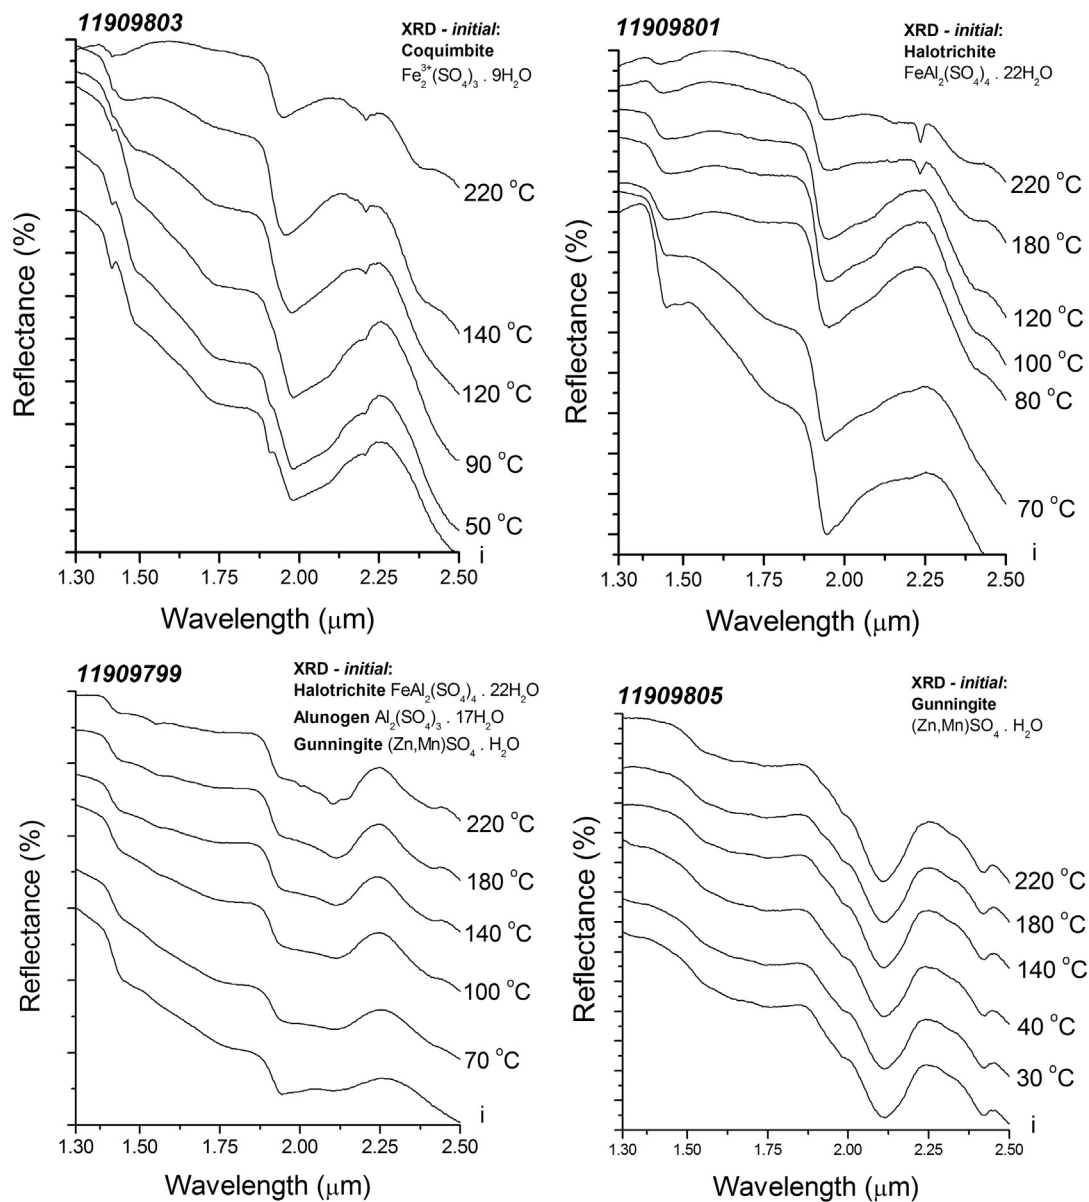 11909803
XRD - initial:
Coquimbite
Fe₂³⁺(SO₄)₃ . 9H₂O
Reflectance (%)
220 °C
140 °C
120 °C
90 °C
50 °C
i
1.30 1.50 1.75 2.00 2.25 2.50
Wavelength (μm)
11909801
XRD - initial:
Halotrichite
FeAl₂(SO₄)₄ . 22H₂O
Reflectance (%)
220 °C
180 °C
120 °C
100 °C
80 °C
70 °C
i
1.30 1.50 1.75 2.00 2.25 2.50
Wavelength (μm)
11909799
XRD - initial:
Halotrichite FeAl₂(SO₄)₄ . 22H₂O
Alunogen Al₂(SO₄)₃ . 17H₂O
Gunningite (Zn,Mn)SO₄ . H₂O
Reflectance (%)
220 °C
180 °C
140 °C
100 °C
70 °C
i
1.30 1.50 1.75 2.00 2.25 2.50
Wavelength (μm)
11909805
XRD - initial:
Gunningite
(Zn,Mn)SO₄ . H₂O
Reflectance (%)
220 °C
180 °C
140 °C
40 °C
30 °C
i
1.30 1.50 1.75 2.00 2.25 2.50
Wavelength (μm)